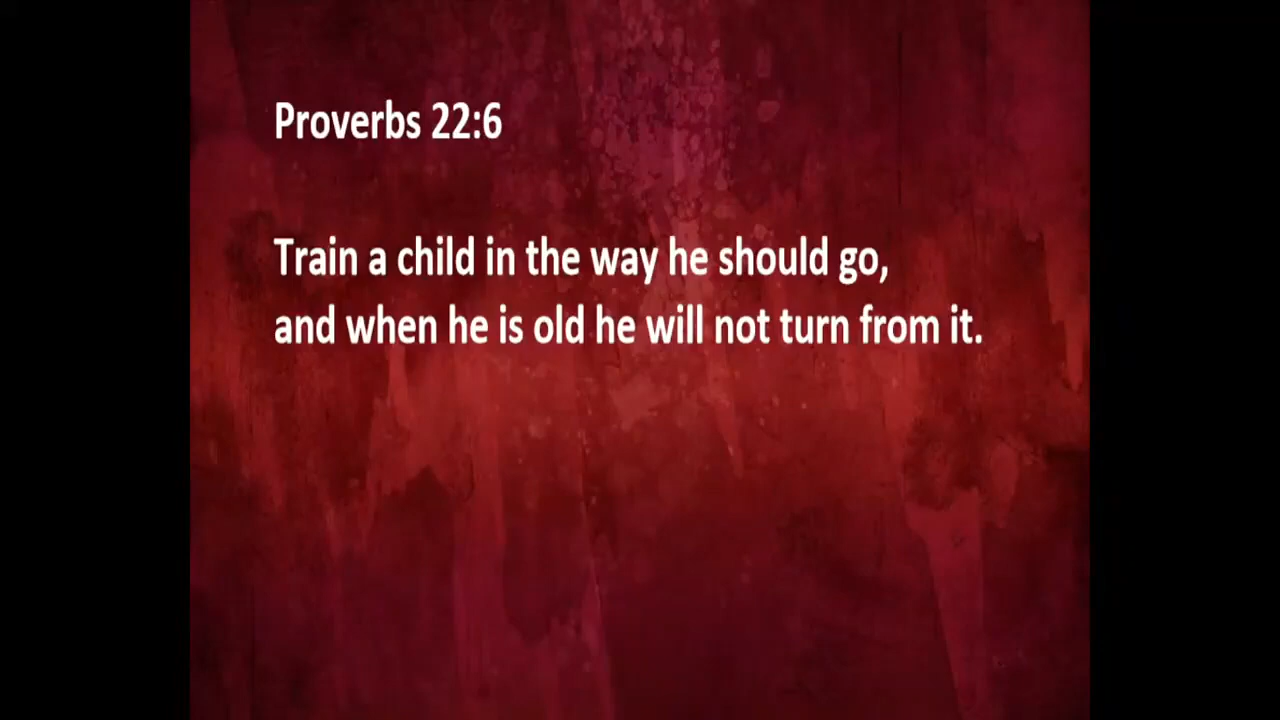 Proverbs 22:6
Train a child in the way he should go,
and when he is old he will not turn from it.